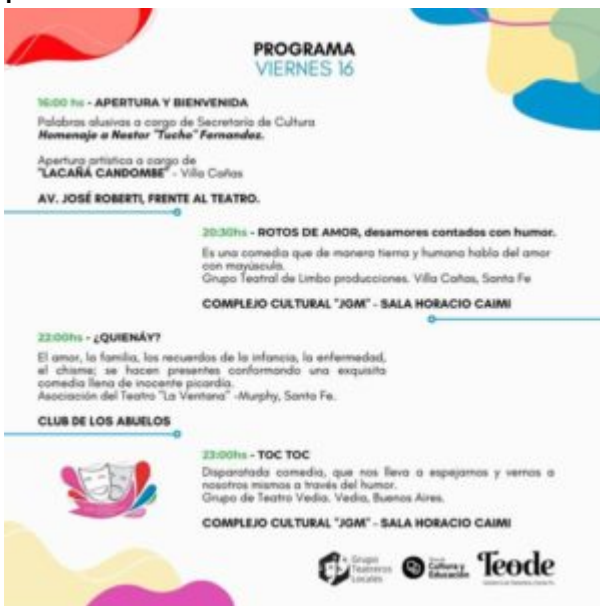 PROGRAMA
VIERNES 16
16:00 hs - APERTURA Y BIENVENIDA
Palabras alusivas a cargo de Secretaría de Cultura
Homenaje a Nestor "Tucho" Fernandez.
Apertura artística a cargo de
"LACAÑÁ CANDOMBE" - Villa Cañas
AV. JOSÉ ROBERTI, FRENTE AL TEATRO.
20:30hs - ROTOS DE AMOR, desamores contados con humor.
Es una comedia que de manera tierna y humana habla del amor
con mayúscula.
Grupo Teatral de Limbo producciones. Villa Cañas, Santa Fe
COMPLEJO CULTURAL "JGM" - SALA HORACIO CAIMI
22:00hs - ¿QUIENÁY?
El amor, la familia, los recuerdos de la infancia, la enfermedad,
el chisme; se hacen presentes conformando una exquisita
comedia llena de inocente picardía.
Asociación del Teatro "La Ventana" -Murphy, Santa Fe.
CLUB DE LOS ABUELOS
23:00hs - TOC TOC
Disparatada comedia, que nos lleva a espejarnos y vernos a
nosotros mismos a través del humor.
Grupo de Teatro Vedia. Vedia, Buenos Aires.
COMPLEJO CULTURAL "JGM" - SALA HORACIO CAIMI
Grupo
Teatreros
Locales
Cultura y
Educación
Teode